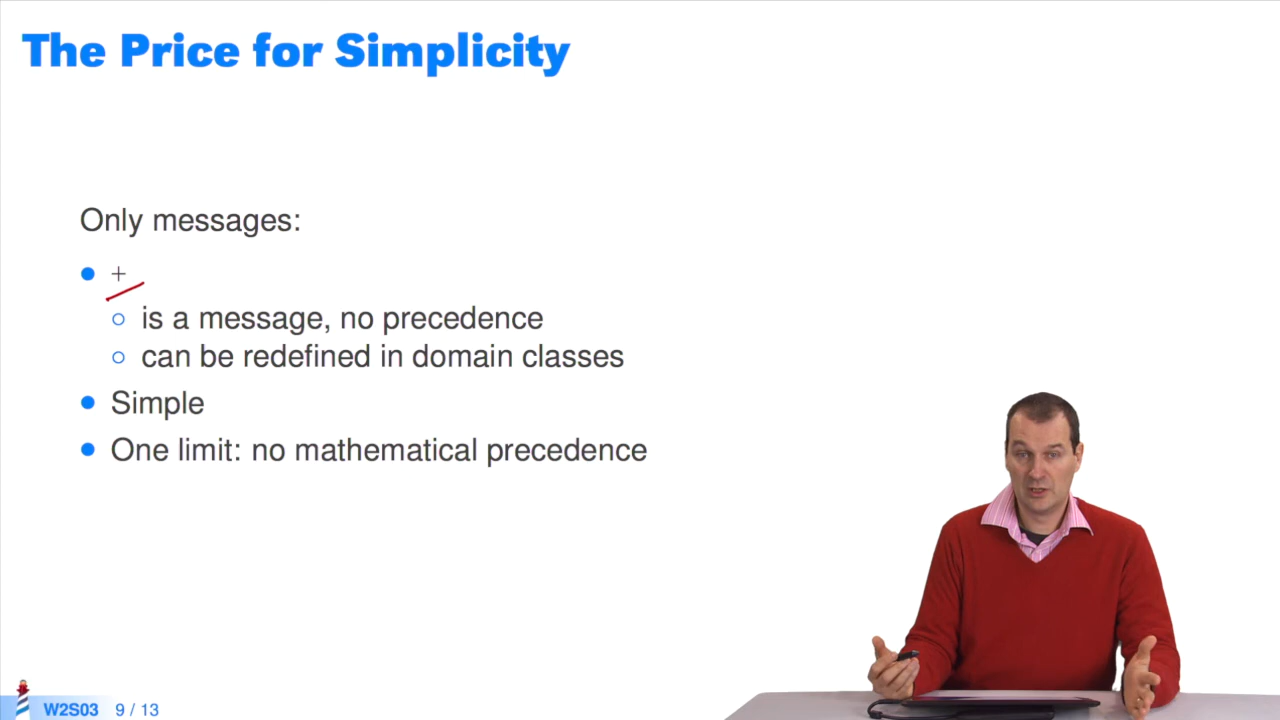 The Price for Simplicity
Only messages:
+
is a message, no precedence
can be redefined in domain classes
Simple
One limit: no mathematical precedence
W2S03 9 / 13